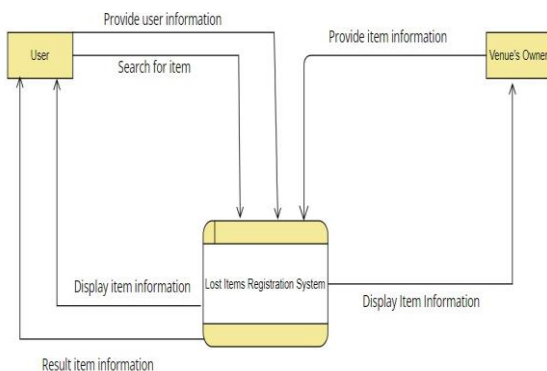 Provide user information
User
Search for item
Provide item information
Venue's Owner
Lost Items Registration System
Display item information
Display Item Information
Result item information